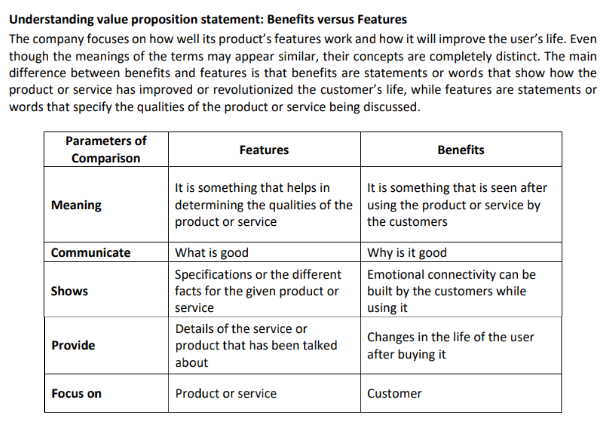 Understanding value proposition statement: Benefits versus Features
The company focuses on how well its product's features work and how it will improve the user's life. Even
though the meanings of the terms may appear similar, their concepts are completely distinct. The main
difference between benefits and features is that benefits are statements or words that show how the
product or service has improved or revolutionized the customer's life, while features are statements or
words that specify the qualities of the product or service being discussed.
Parameters of
Comparison
Features
Benefits
Meaning
It is something that helps in
determining the qualities of the
product or service
It is something that is seen after
using the product or service by
the customers
Communicate
What is good
Why is it good
Shows
Specifications or the different
facts for the given product or
service
Emotional connectivity can be
built by the customers while
using it
Provide
Details of the service or
product that has been talked
about
Changes in the life of the user
after buying it
Focus on
Product or service
Customer